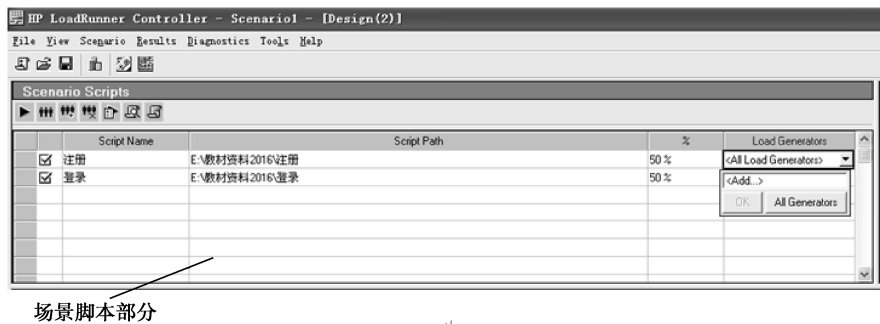 HP LoadRunner Controller - Scenario1 - [Design(2)]
File View Scenario Results Diagnostics Tools Help
Scenario Scripts
Script Name Script Path % Load Generators
注册 E:\教材资料2016\注册 50 % <All Load Generators>
登录 E:\教材资料2016\登录 50 % <Add...>
OK All Generators
场景脚本部分